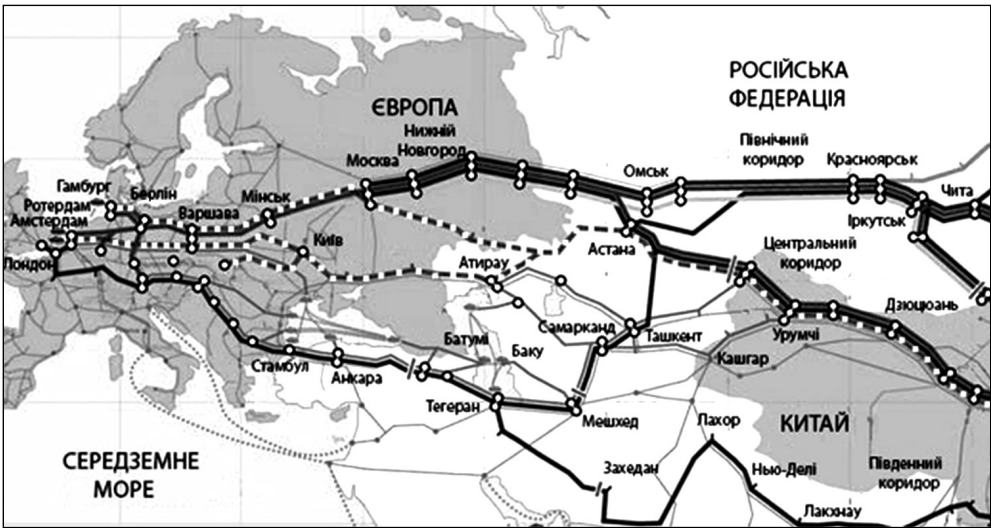 РОСІЙСЬКА
ФЕДЕРАЦІЯ
ЄВРОПА
Нижній
Новгород
Москва
Північний
коридор
Омськ
Красноярськ
Чита
Іркутськ
Гамбург
Берлін
Ротердам
Амстердам
Варшава
Мінськ
Лондон
Київ
Астана
Центральний
коридор
Атирау
Дзюцюань
Самарканд
Ташкент
Урумчі
Батумі
Баку
Кашгар
Стамбул
Анкара
Тегеран
Мешхед
Лахор
КИТАЙ
СЕРЕДЗЕМНЕ
МОРЕ
Захедан
Нью-Делі
Південний
коридор
Лакхнау